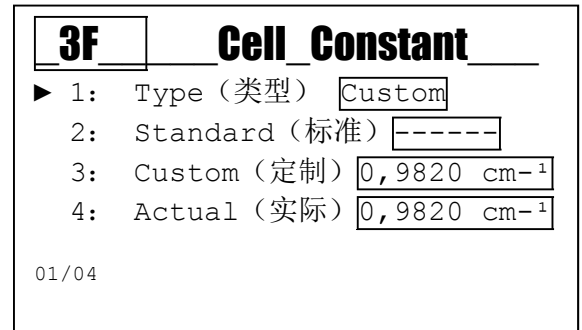 3F Cell Constant
► 1: Type（类型） Custom
2: Standard（标准）------
3: Custom（定制）0,9820 cm-¹
4: Actual（实际）0,9820 cm-¹
01/04